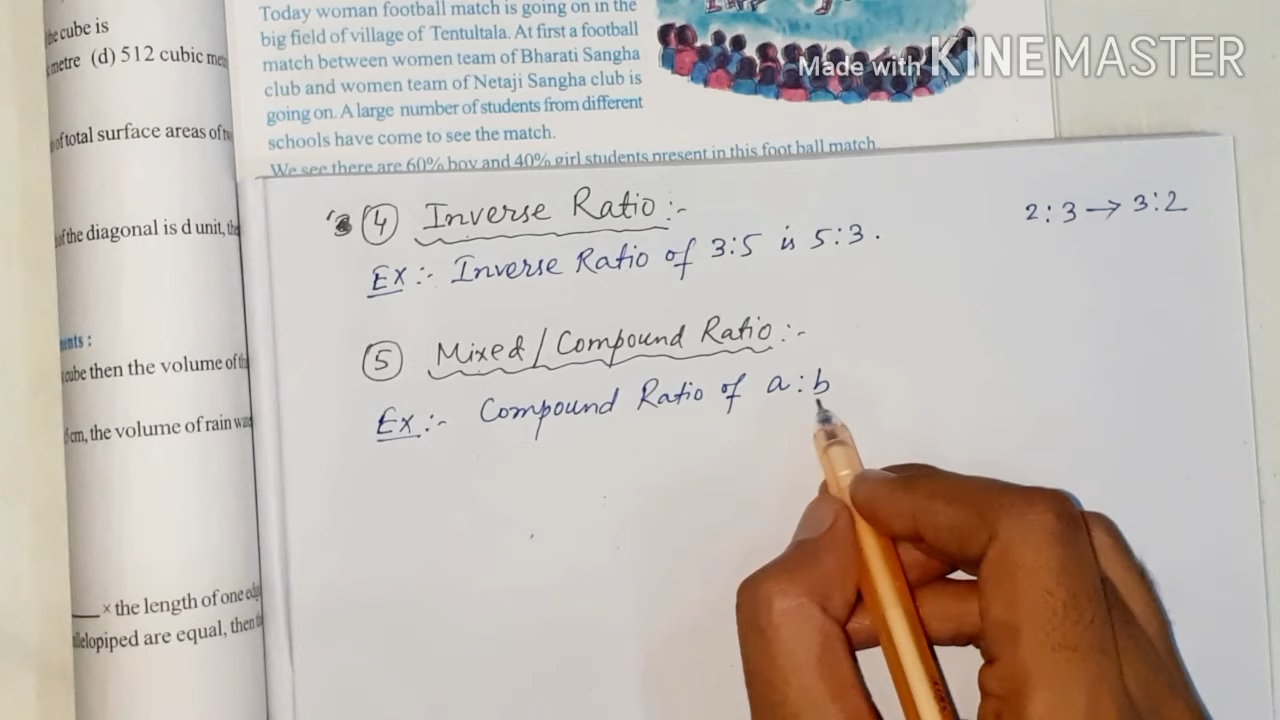 the cube is
metre (d) 512 cubic
of total surface areas of
of the diagonal is d unit, the
cube then the volume of
cm, the volume of rain
× the length of one
are equal, then
Today woman football match is going on in the
big field of village of Tentultala. At first a football
match between women team of Bharati Sangha
club and women team of Netaji Sangha club is
going on. A large number of students from different
schools have come to see the match.
We see there are 60% boy and 40% girl students present in this foot ball match.
Made with KINEMASTER
④ Inverse Ratio :-
2:3 → 3:2
Ex :- Inverse Ratio of 3:5 is 5:3.
⑤ Mixed/Compound Ratio :-
Ex :- Compound Ratio of a:b